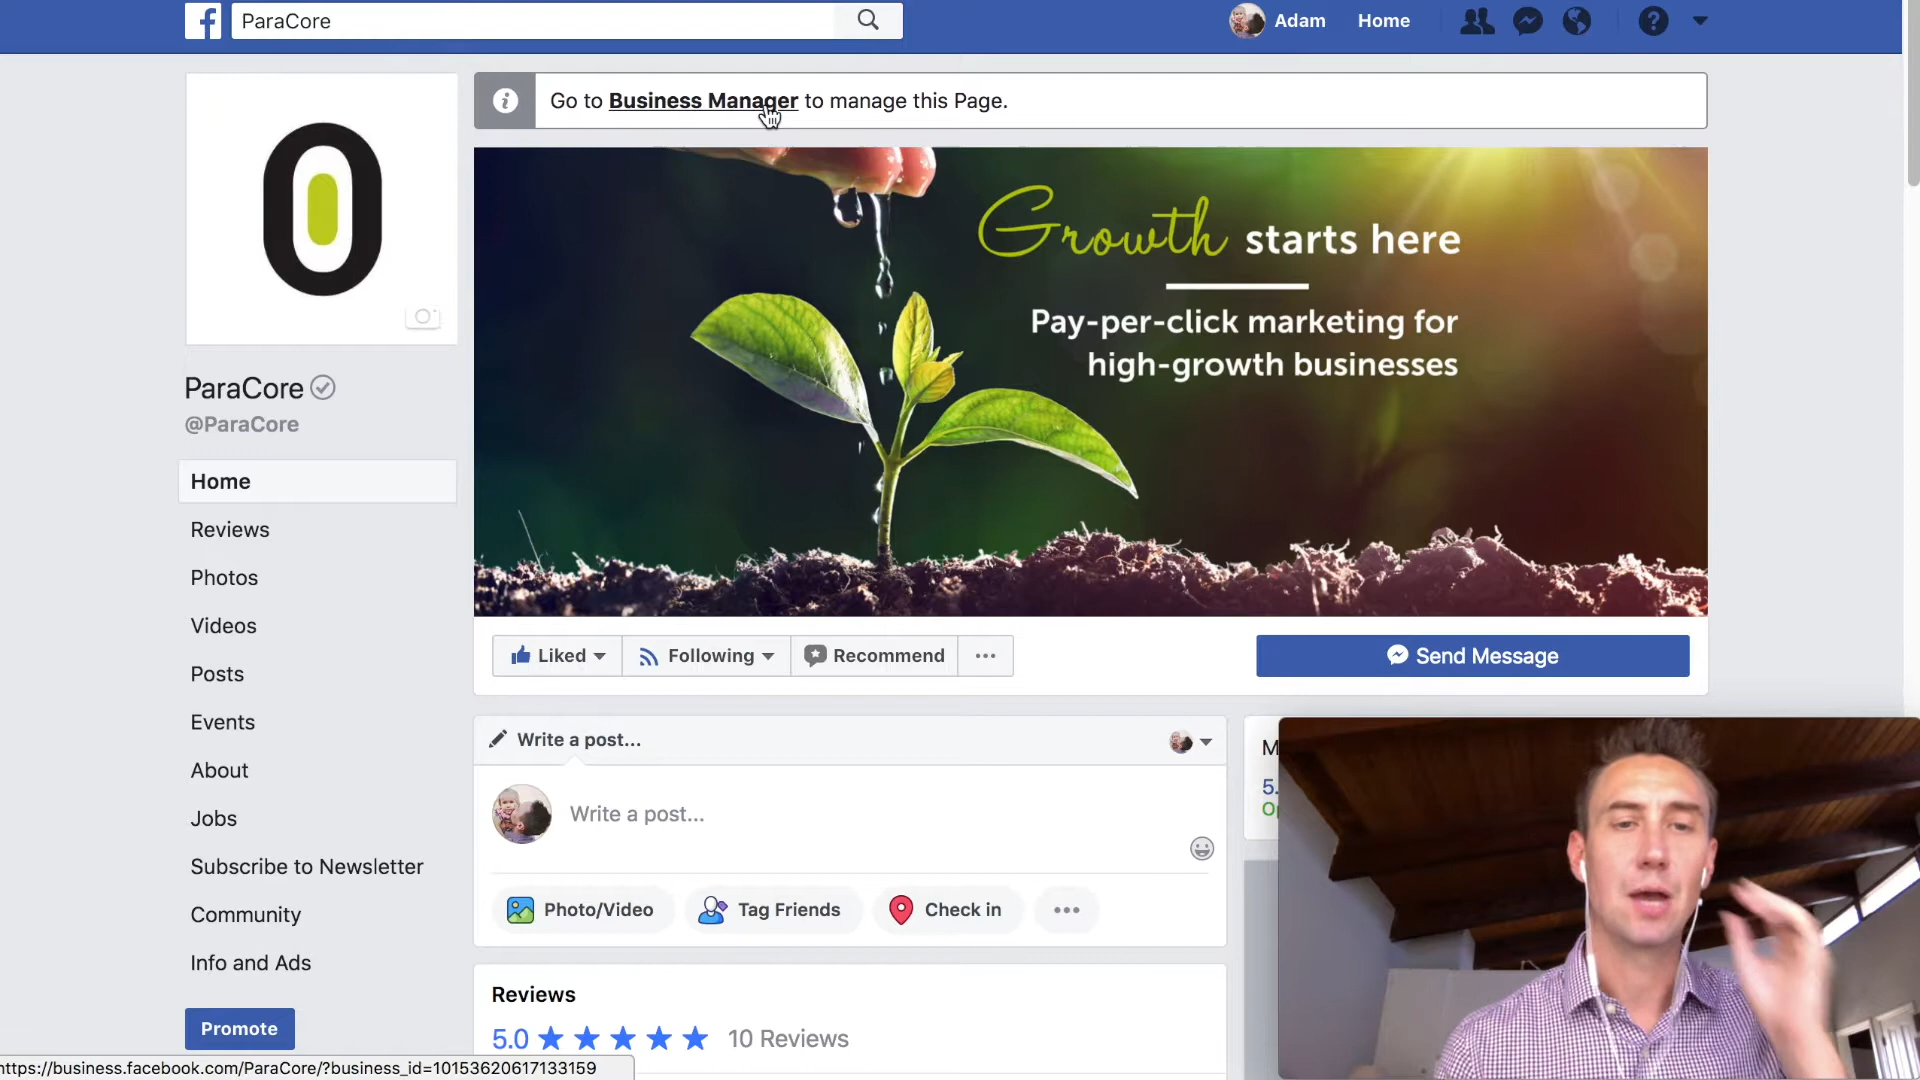 ParaCore
Adam
Home
Go to Business Manager to manage this Page.
Growth starts here
Pay-per-click marketing for
high-growth businesses
ParaCore
@ParaCore
Home
Reviews
Photos
Videos
Posts
Events
About
Jobs
Subscribe to Newsletter
Community
Info and Ads
Promote
Liked
Following
Recommend
Send Message
Write a post...
Write a post...
Photo/Video
Tag Friends
Check in
Reviews
5.0
10 Reviews
M
5.
https://business.facebook.com/ParaCore/?business_id=10153620617133159